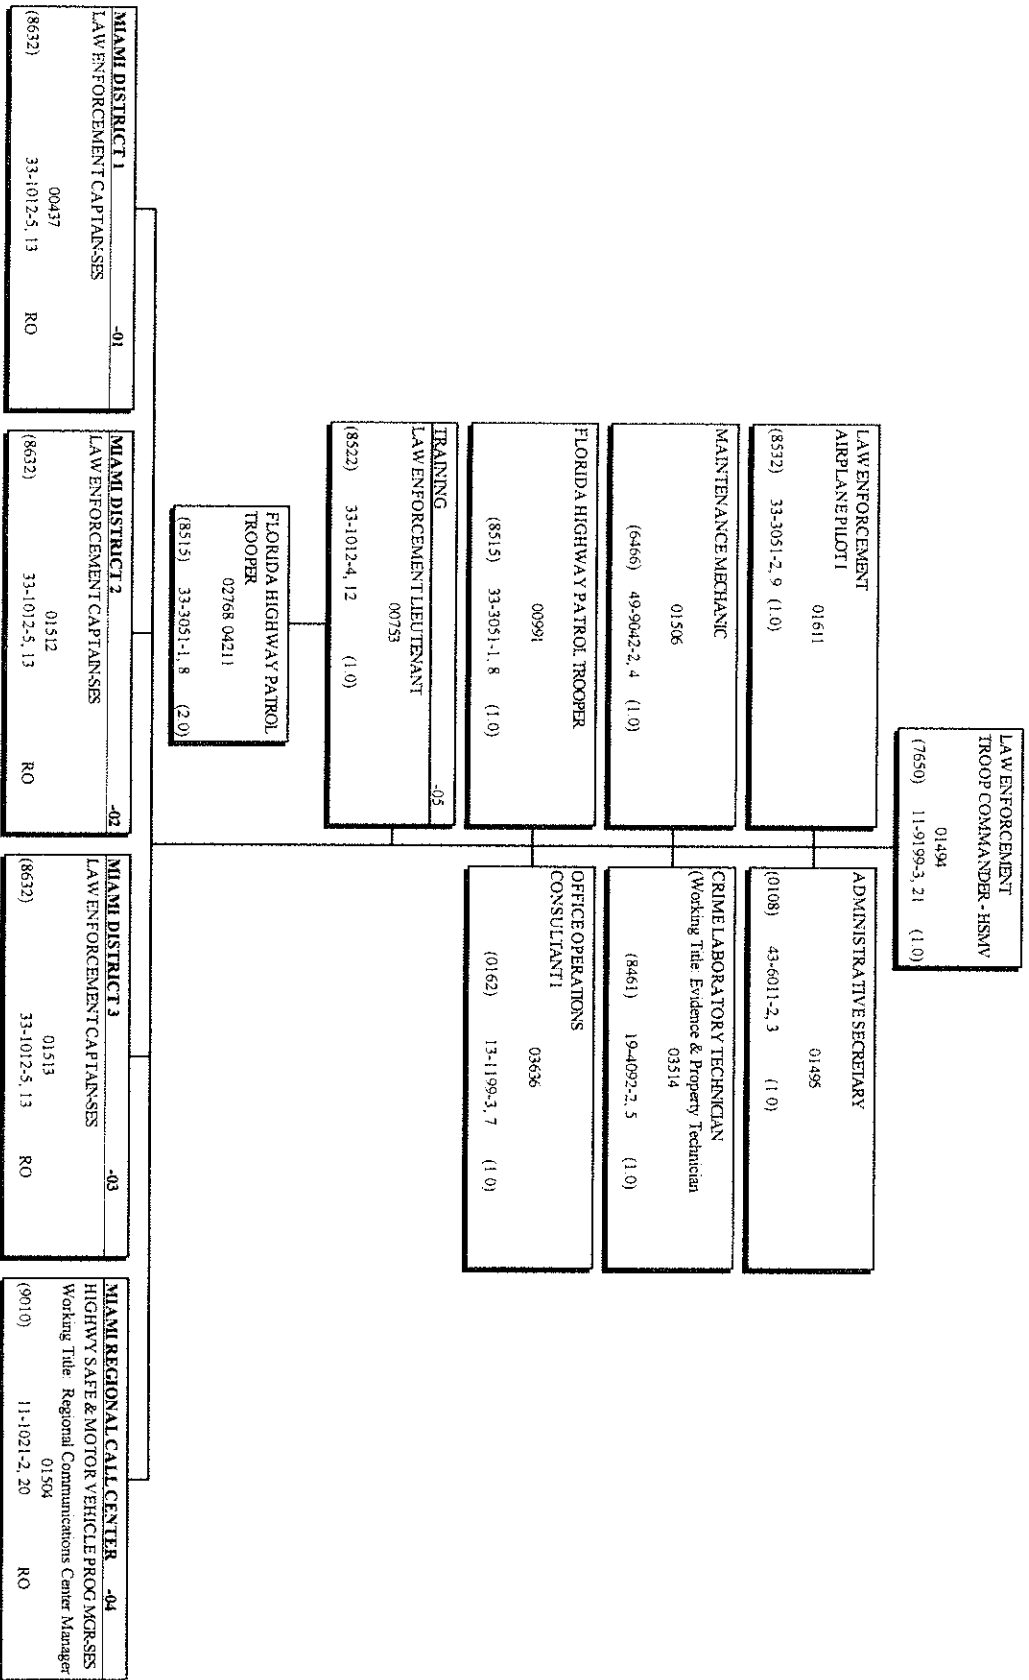 LAW ENFORCEMENT
TROOP COMMANDER - HSMV
01494
(7650) 11-9199-3, 21 (1.0)
LAW ENFORCEMENT
AIRPLANE PILOT I
01611
(8532) 33-3051-2, 9 (1.0)
ADMINISTRATIVE SECRETARY
01495
(0108) 43-6011-2, 3 (1.0)
MAINTENANCE MECHANIC
01506
(6466) 49-9042-2, 4 (1.0)
CRIME LABORATORY TECHNICIAN
(Working Title: Evidence & Property Technician
03514
(8461) 19-4092-2, 5 (1.0)
FLORIDA HIGHWAY PATROL TROOPER
00991
(8515) 33-3051-1, 8 (1.0)
OFFICE OPERATIONS
CONSULTANT I
03636
(0162) 13-1199-3, 7 (1.0)
TRAINING -05
LAW ENFORCEMENT LIEUTENANT
00753
(8522) 33-1012-4, 12 (1.0)
FLORIDA HIGHWAY PATROL
TROOPER
02768 04211
(8515) 33-3051-1, 8 (2.0)
MIAMI DISTRICT 1 -01
LAW ENFORCEMENT CAPTAIN-SES
00437
(8632) 33-1012-5, 13 RO
MIAMI DISTRICT 2 -02
LAW ENFORCEMENT CAPTAIN-SES
01512
(8632) 33-1012-5, 13 RO
MIAMI DISTRICT 3 -03
LAW ENFORCEMENT CAPTAIN-SES
01513
(8632) 33-1012-5, 13 RO
MIAMI REGIONAL CALL CENTER -04
HIGHWY SAFE & MOTOR VEHICLE PROG MGR-SES
Working Title: Regional Communications Center Manager
01504
(9010) 11-1021-2, 20 RO